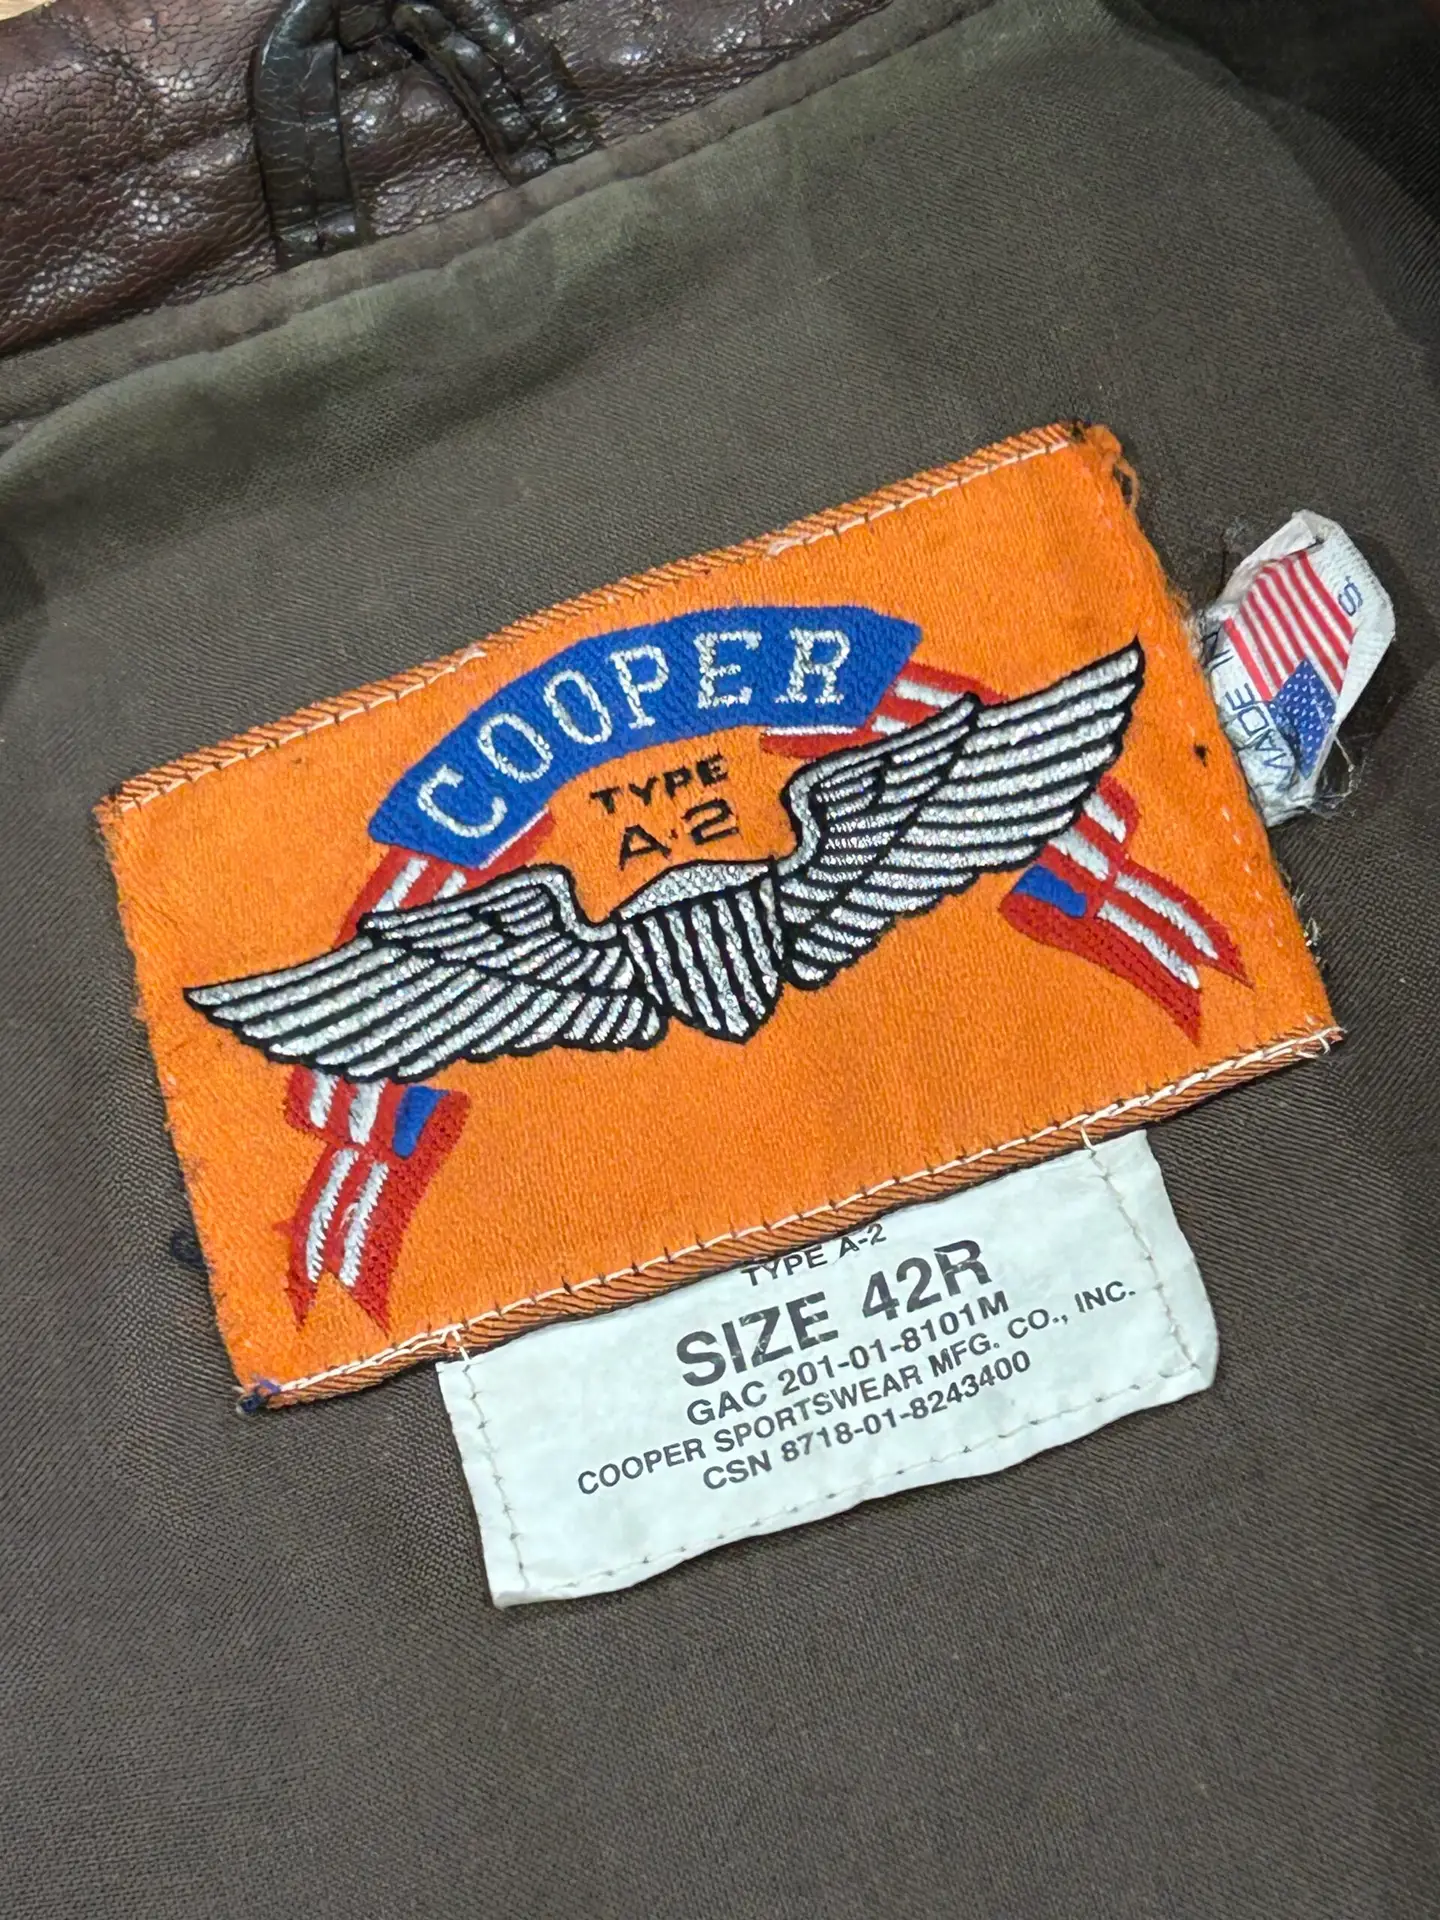 COOPER
TYPE
A-2
MADE IN
S
TYPE A-2
SIZE 42R
GAC 201-01-8101M
COOPER SPORTSWEAR MFG. CO., INC.
CSN 8718-01-8243400